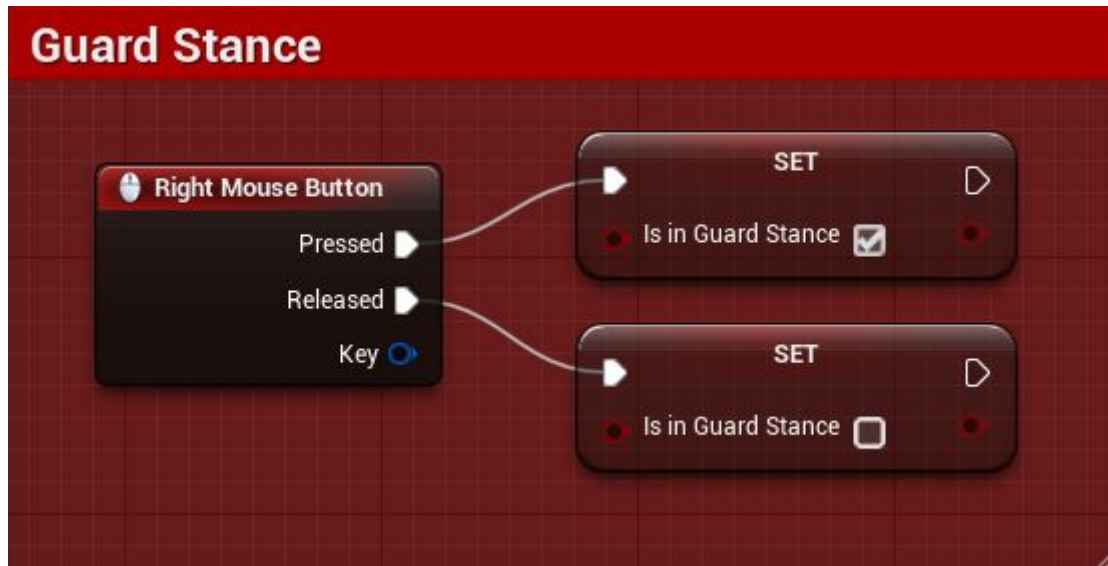 Guard Stance
Right Mouse Button
Pressed
Released
Key
SET
Is in Guard Stance
SET
Is in Guard Stance